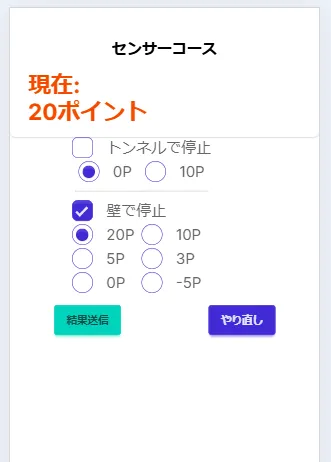 センサーコース
現在:
20ポイント
トンネルで停止
0P 10P
壁で停止
20P 10P
5P 3P
0P -5P
結果送信 やり直し